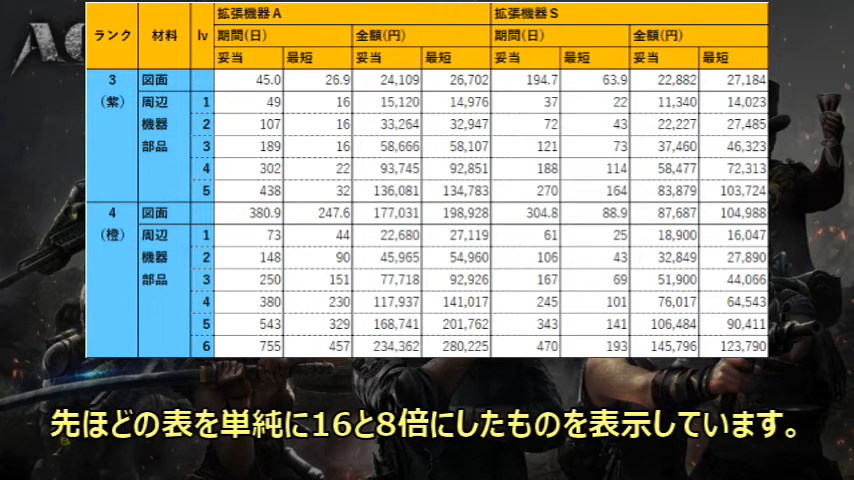 拡張機器A 拡張機器S
ランク 材料 lv 期間(日) 金額(円) 期間(日) 金額(円)
妥当 最短 妥当 最短 妥当 最短 妥当 最短
3 図面 45.0 26.9 24,109 26,702 194.7 63.9 22,882 27,184
(紫) 周辺 1 49 16 15,120 14,976 37 22 11,340 14,023
機器 2 107 16 33,264 32,947 72 43 22,227 27,485
部品 3 189 16 58,666 58,107 121 73 37,460 46,323
4 302 22 93,745 92,851 188 114 58,477 72,313
5 438 32 136,081 134,783 270 164 83,879 103,724
4 図面 380.9 247.6 177,031 198,928 304.8 88.9 87,687 104,988
(橙) 周辺 1 73 44 22,680 27,119 61 25 18,900 16,047
機器 2 148 90 45,965 54,960 106 43 32,849 27,890
部品 3 250 151 77,718 92,926 167 69 51,900 44,066
4 380 230 117,937 141,017 245 101 76,017 64,543
5 543 329 168,741 201,762 343 141 106,484 90,411
6 755 457 234,362 280,225 470 193 145,796 123,790
先ほどの表を単純に16と8倍にしたものを表示しています。